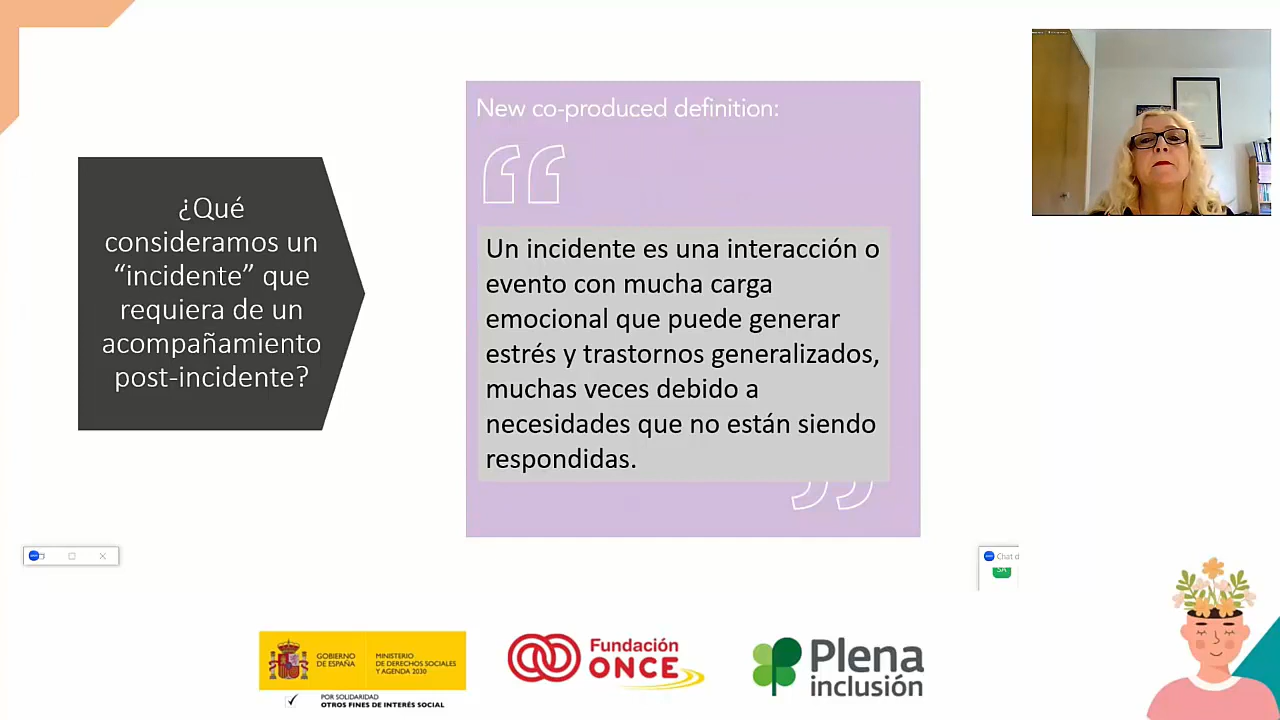 ¿Qué
consideramos un
“incidente” que
requiera de un
acompañamiento
post-incidente?
New co-produced definition:
Un incidente es una interacción o
evento con mucha carga
emocional que puede generar
estrés y trastornos generalizados,
muchas veces debido a
necesidades que no están siendo
respondidas.
Chat d
SA
GOBIERNO
DE ESPAÑA
MINISTERIO
DE DERECHOS SOCIALES
Y AGENDA 2030
POR SOLIDARIDAD
OTROS FINES DE INTERÉS SOCIAL
Fundación
ONCE
Plena
inclusión